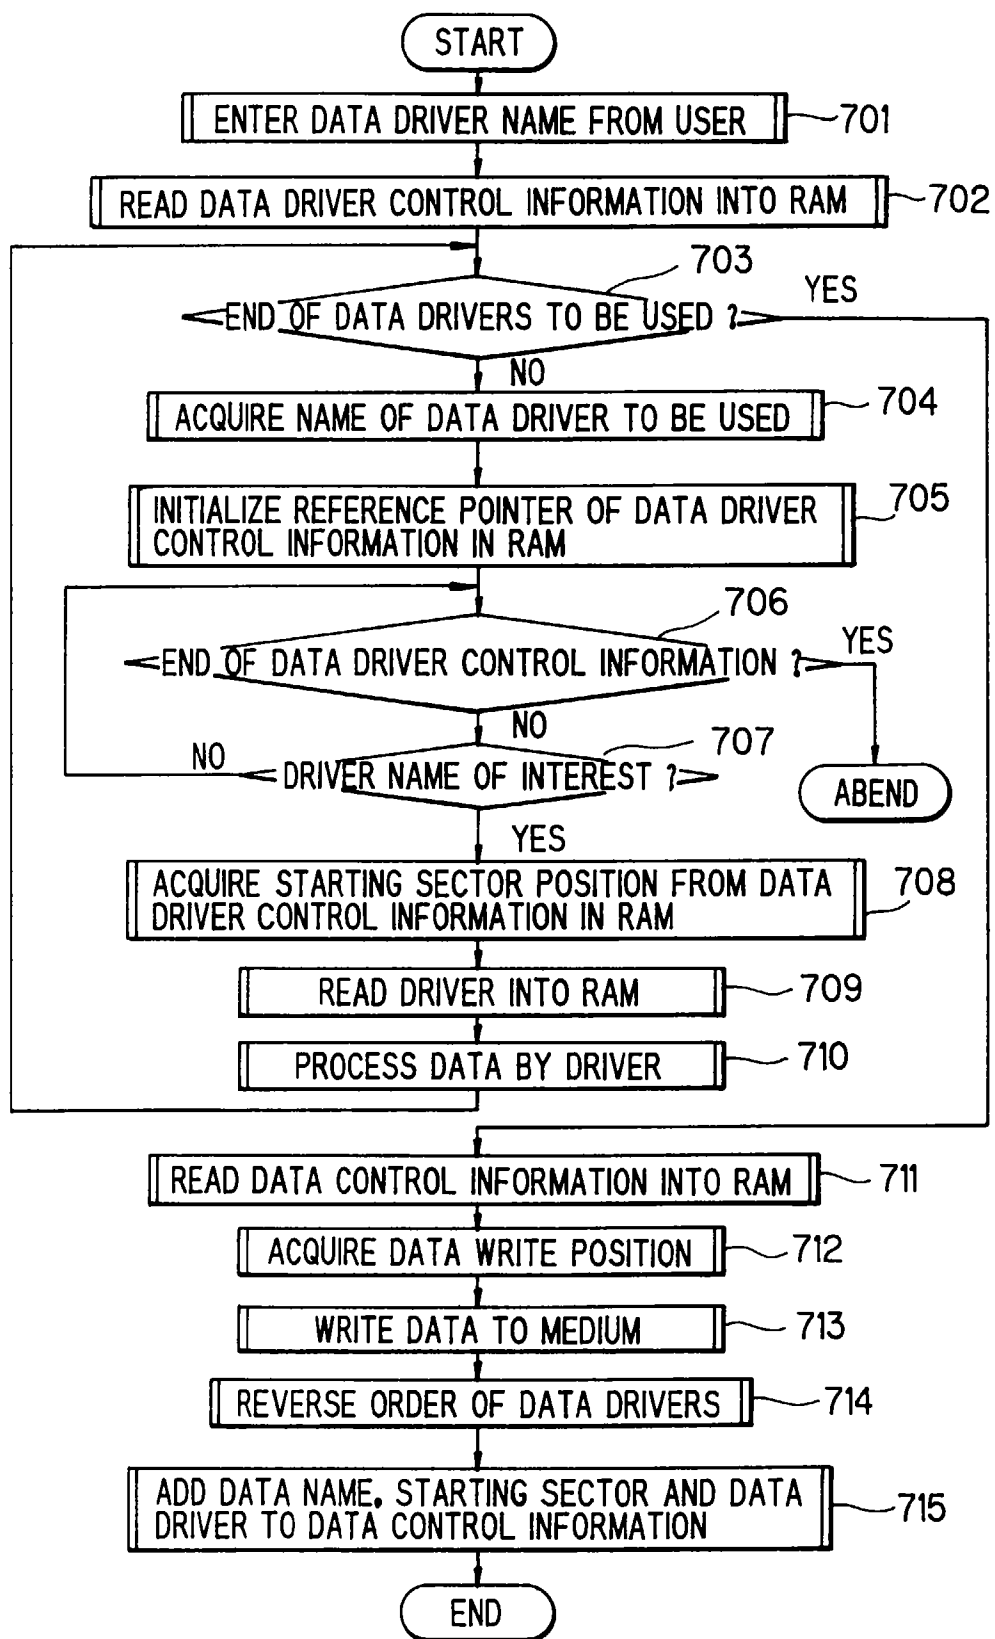 START
ENTER DATA DRIVER NAME FROM USER
701
READ DATA DRIVER CONTROL INFORMATION INTO RAM
702
703
YES
END OF DATA DRIVERS TO BE USED ?
NO
ACQUIRE NAME OF DATA DRIVER TO BE USED
704
INITIALIZE REFERENCE POINTER OF DATA DRIVER
CONTROL INFORMATION IN RAM
705
706
YES
END OF DATA DRIVER CONTROL INFORMATION ?
NO
707
NO
DRIVER NAME OF INTEREST ?
ABEND
YES
ACQUIRE STARTING SECTOR POSITION FROM DATA
DRIVER CONTROL INFORMATION IN RAM
708
READ DRIVER INTO RAM
709
PROCESS DATA BY DRIVER
710
READ DATA CONTROL INFORMATION INTO RAM
711
ACQUIRE DATA WRITE POSITION
712
WRITE DATA TO MEDIUM
713
REVERSE ORDER OF DATA DRIVERS
714
ADD DATA NAME, STARTING SECTOR AND DATA
DRIVER TO DATA CONTROL INFORMATION
715
END